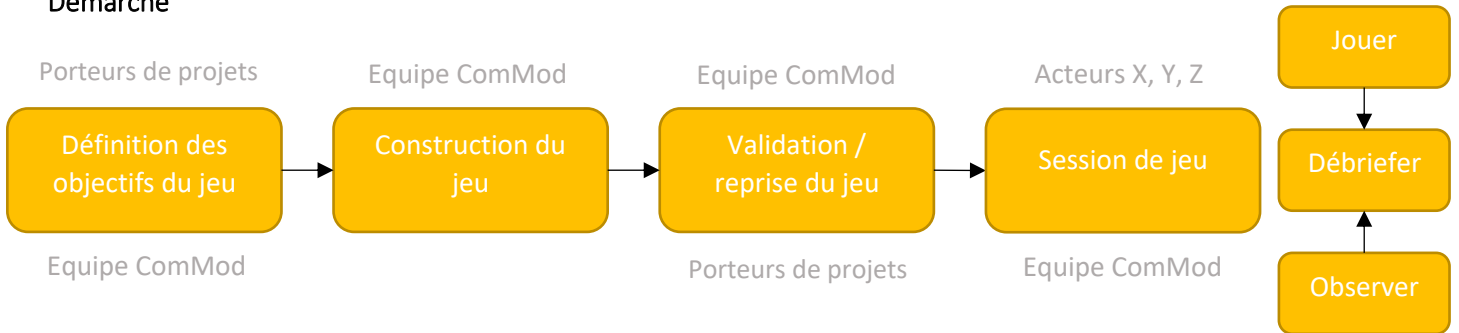 Démarche
Porteurs de projets
Définition des
objectifs du jeu
Equipe ComMod
Equipe ComMod
Construction du
jeu
Equipe ComMod
Validation /
reprise du jeu
Porteurs de projets
Acteurs X, Y, Z
Session de jeu
Equipe ComMod
Jouer
Débriefer
Observer